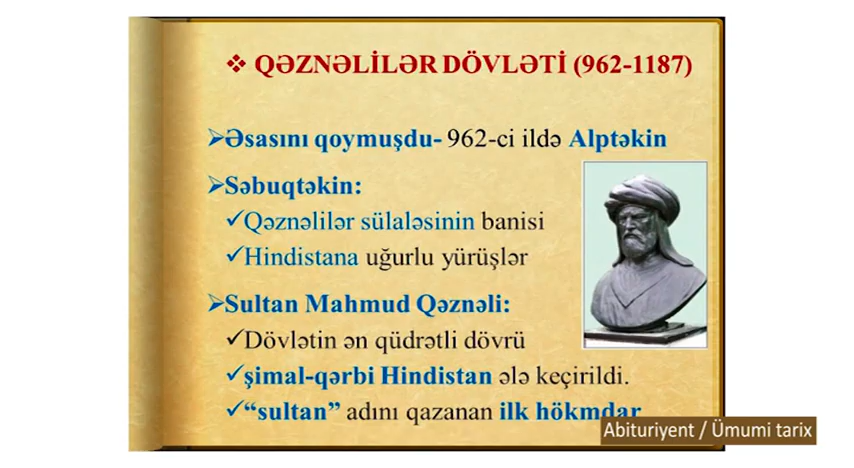 ❖ QƏZNƏLİLƏR DÖVLƏTİ (962-1187)
➢Əsasını qoymuşdu- 962-ci ildə Alptəkin
➢Səbuqtəkin:
✓Qəznəlilər sülaləsinin banisi
✓Hindistana uğurlu yürüşlər
➢Sultan Mahmud Qəznəli:
✓Dövlətin ən qüdrətli dövrü
✓şimal-qərbi Hindistan ələ keçirildi.
✓“sultan” adını qazanan ilk hökmdar
Abituriyent / Ümumi tarix